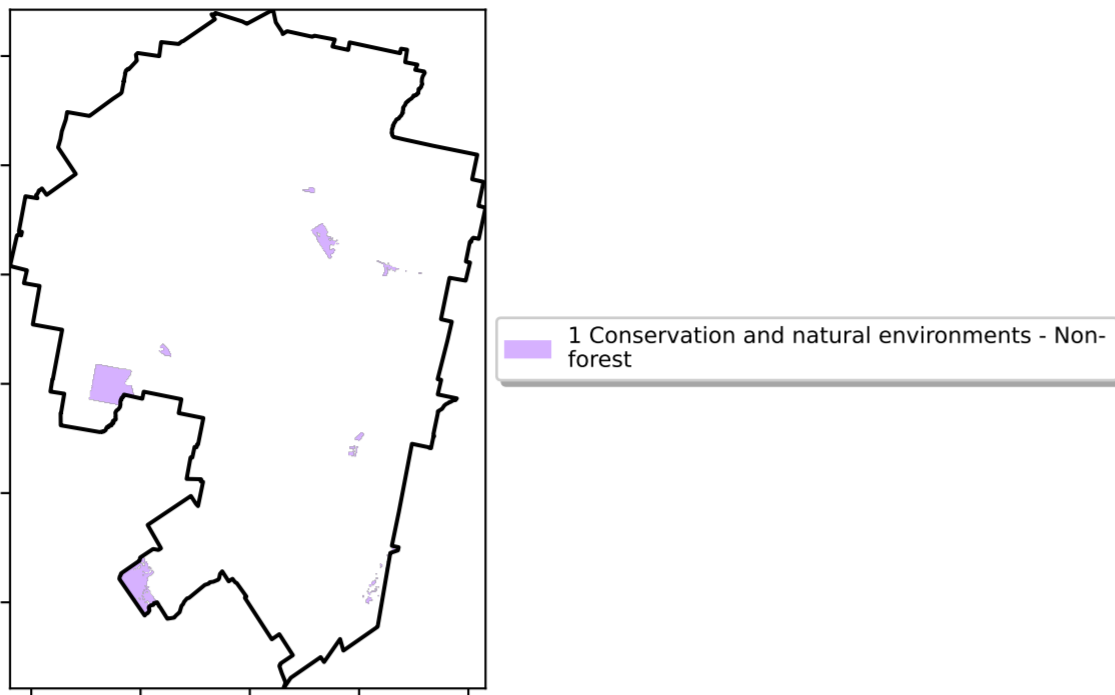 1 Conservation and natural environments - Non-
forest